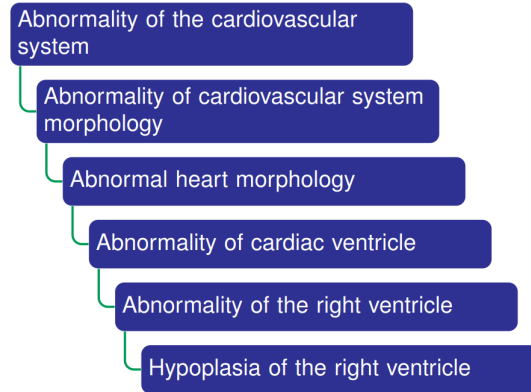 Abnormality of the cardiovascular
system
Abnormality of cardiovascular system
morphology
Abnormal heart morphology
Abnormality of cardiac ventricle
Abnormality of the right ventricle
Hypoplasia of the right ventricle